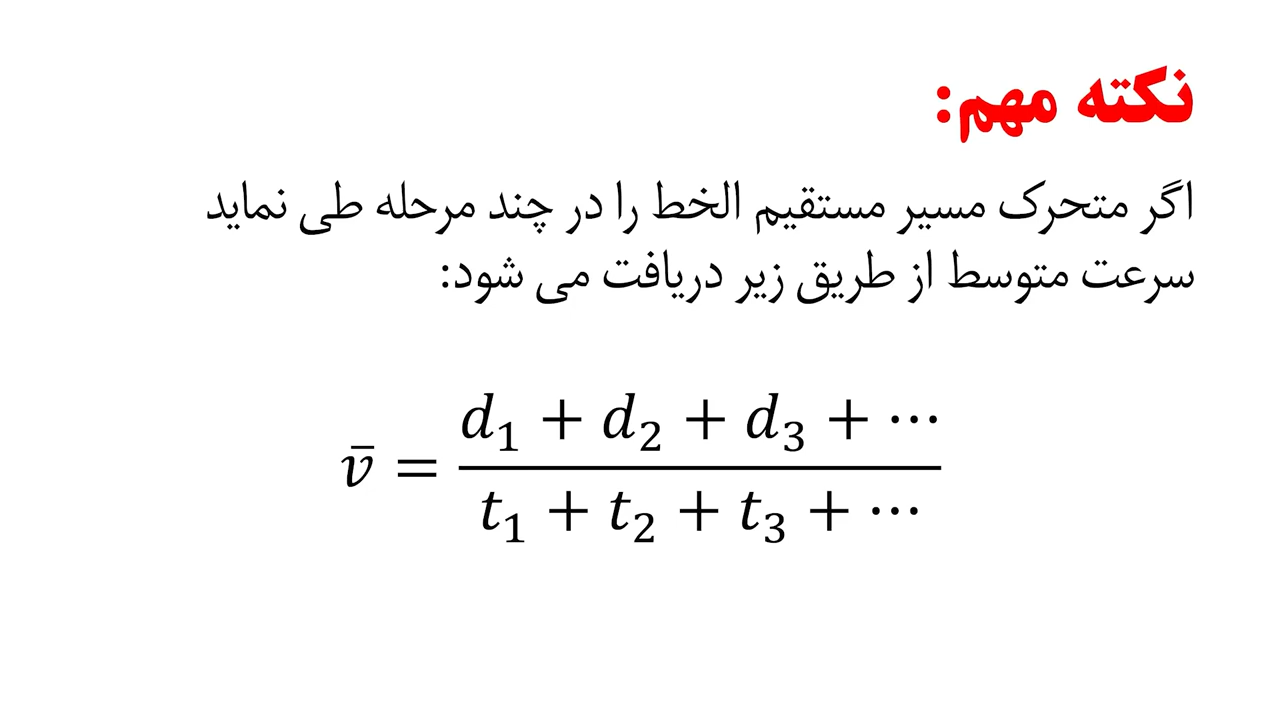 نکته مهم:
اگر متحرک مسیر مستقیم الخط را در چند مرحله طی نماید
سرعت متوسط از طریق زیر دریافت می شود:
v̄ = (d₁ + d₂ + d₃ + ⋯) / (t₁ + t₂ + t₃ + ⋯)